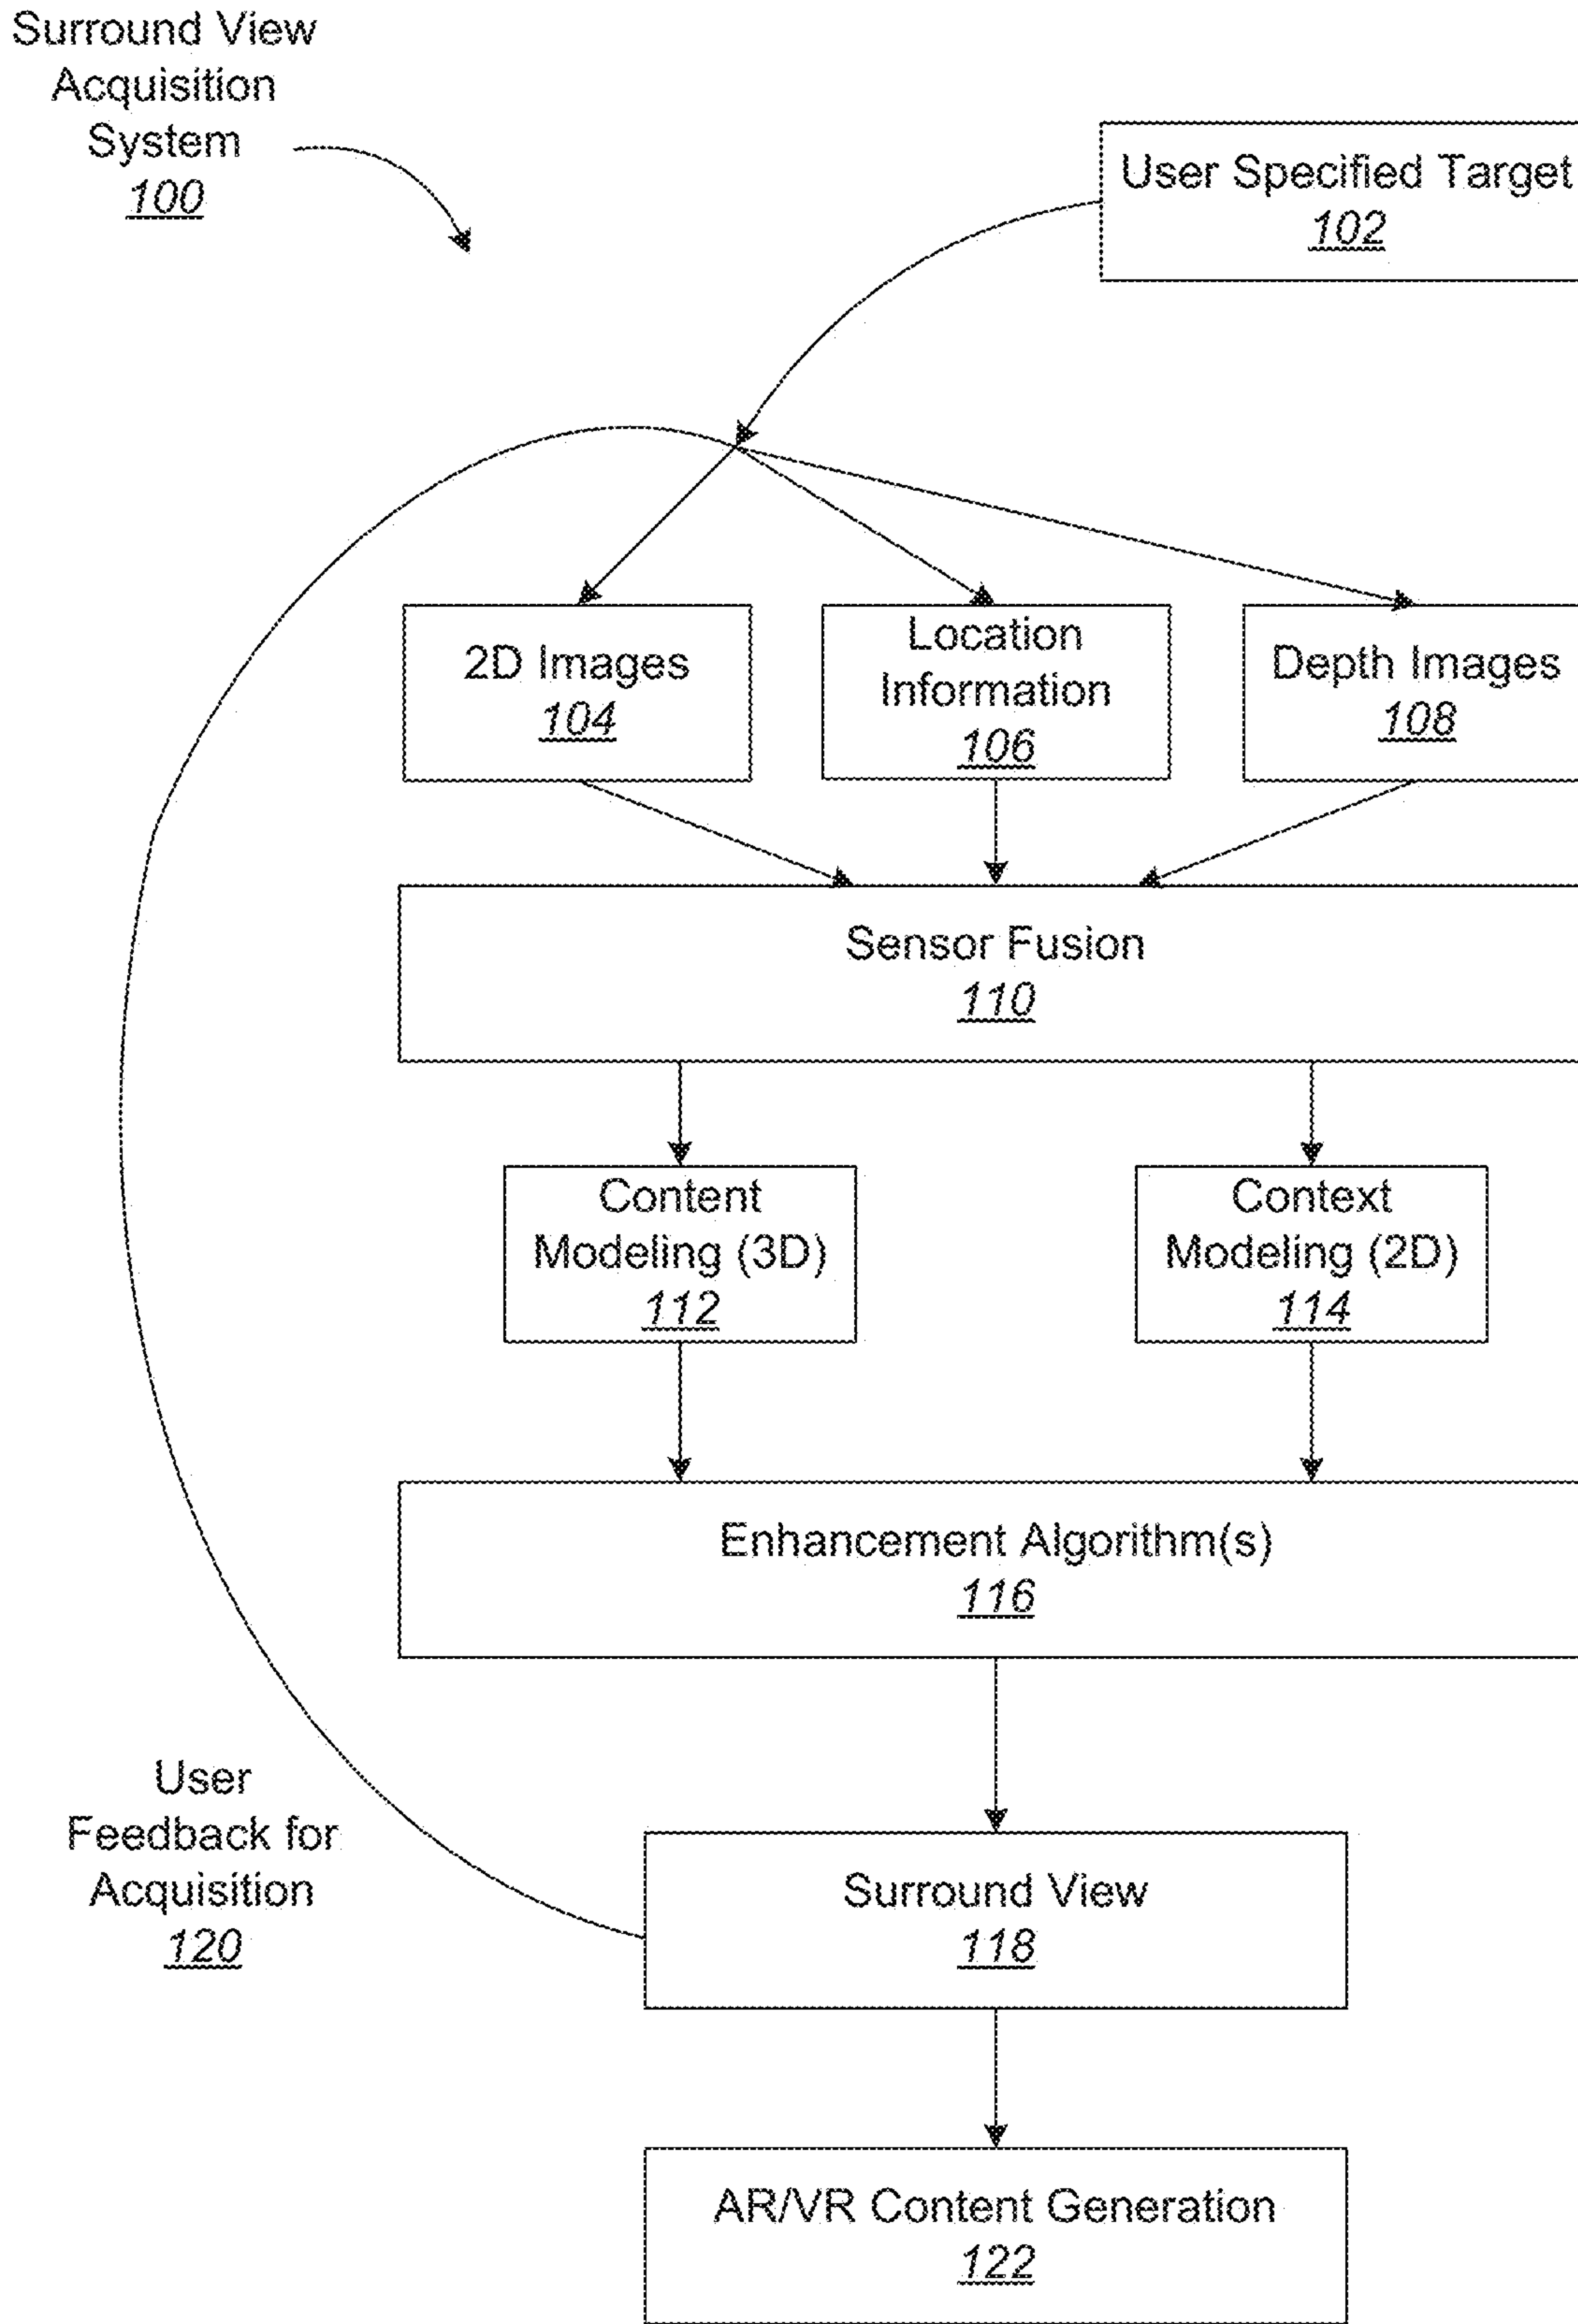 Surround View
Acquisition
System
100
User Specified Target
102
2D Images
104
Location
Information
106
Depth Images
108
Sensor Fusion
110
Content
Modeling (3D)
112
Context
Modeling (2D)
114
Enhancement Algorithm(s)
116
User
Feedback for
Acquisition
120
Surround View
118
AR/VR Content Generation
122